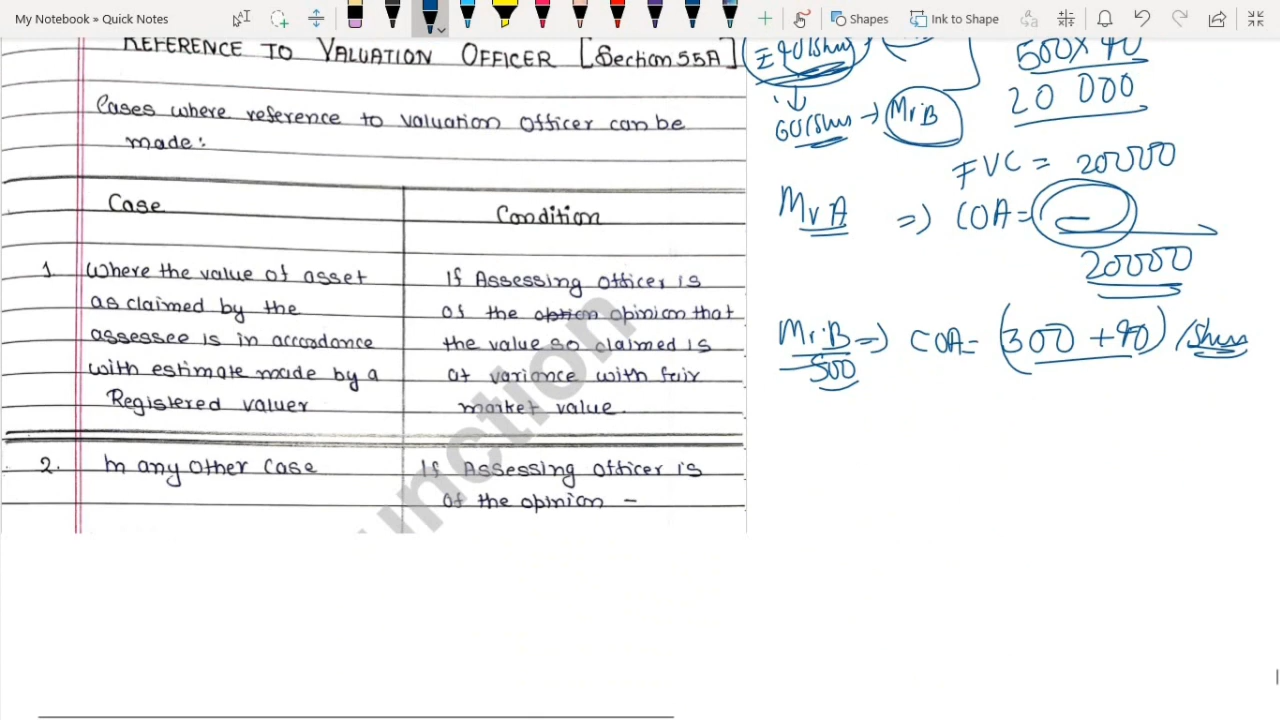 My Notebook » Quick Notes
Shapes
Ink to Shape
REFERENCE TO VALUATION OFFICER [Section 55A]
Cases where reference to valuation officer can be
made:
Case
Condition
1. Where the value of asset
as claimed by the
assessee is in accordance
with estimate made by a
Registered valuer
If Assessing officer is
of the option opinion that
the value so claimed is
at variance with fair
market value.
2. In any other case
If Assessing officer is
of the opinion –
unction
500 x 40
20 000
Mr.B
FVC = 20000
Mr A => COA =
20000
Mr.B => COA = (300 + 40) / Share
500